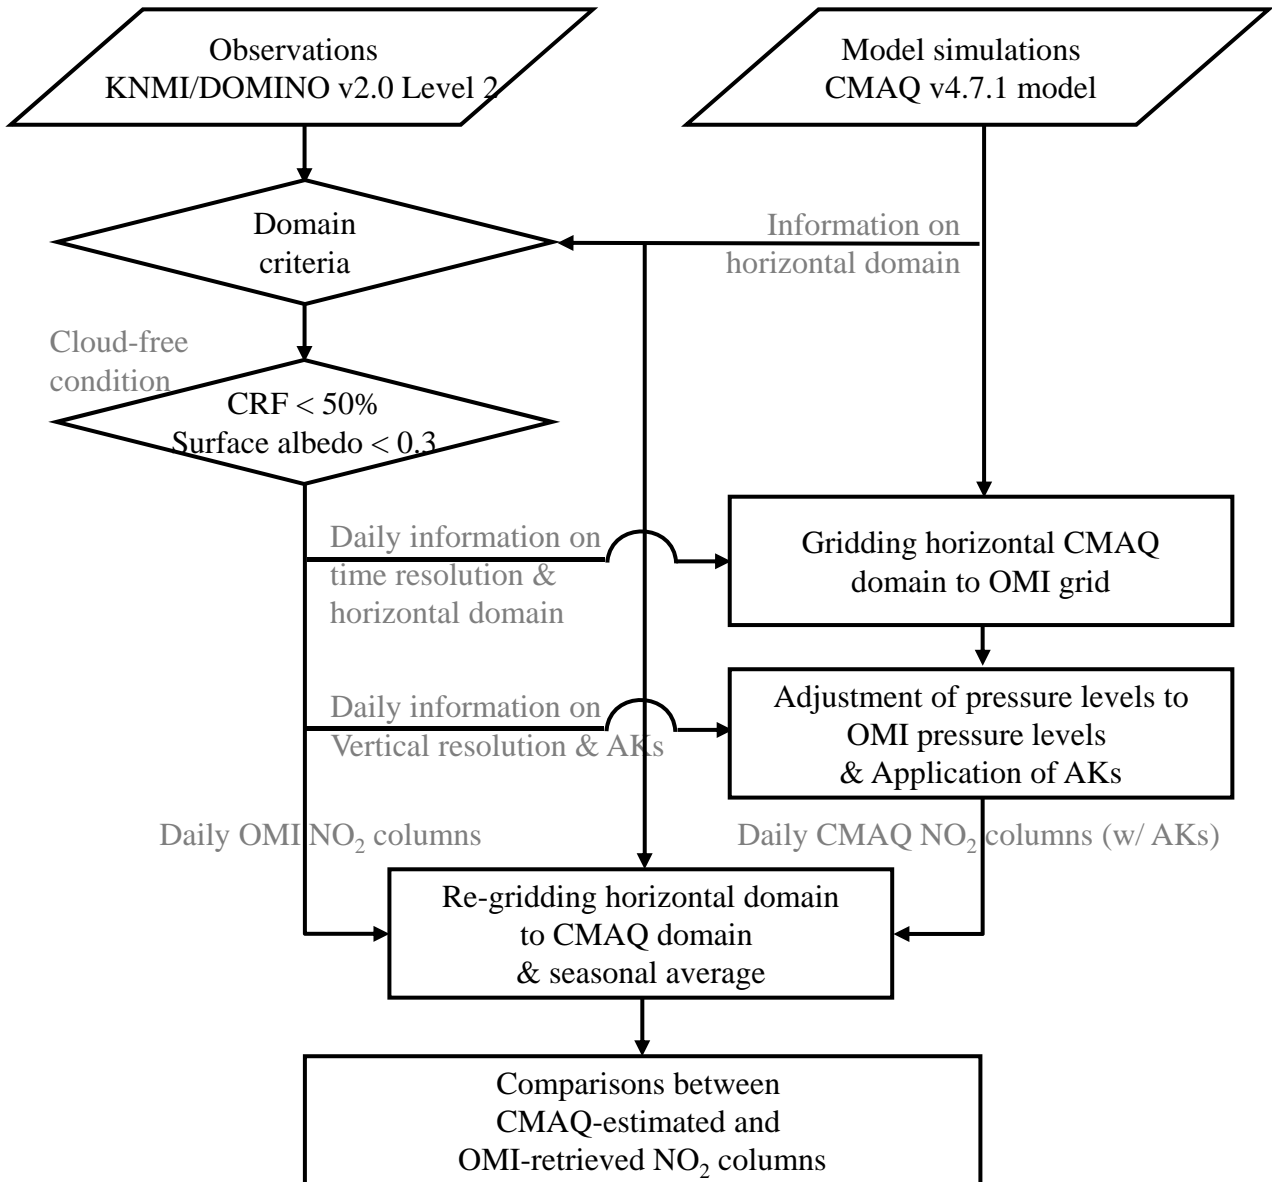 Observations
KNMI/DOMINO v2.0 Level 2
Model simulations
CMAQ v4.7.1 model
Domain
criteria
Information on
horizontal domain
Cloud-free
condition
CRF < 50%
Surface albedo < 0.3
Daily information on
time resolution &
horizontal domain
Gridding horizontal CMAQ
domain to OMI grid
Daily information on
Vertical resolution & AKs
Adjustment of pressure levels to
OMI pressure levels
& Application of AKs
Daily OMI NO₂ columns
Daily CMAQ NO₂ columns (w/ AKs)
Re-gridding horizontal domain
to CMAQ domain
& seasonal average
Comparisons between
CMAQ-estimated and
OMI-retrieved NO₂ columns